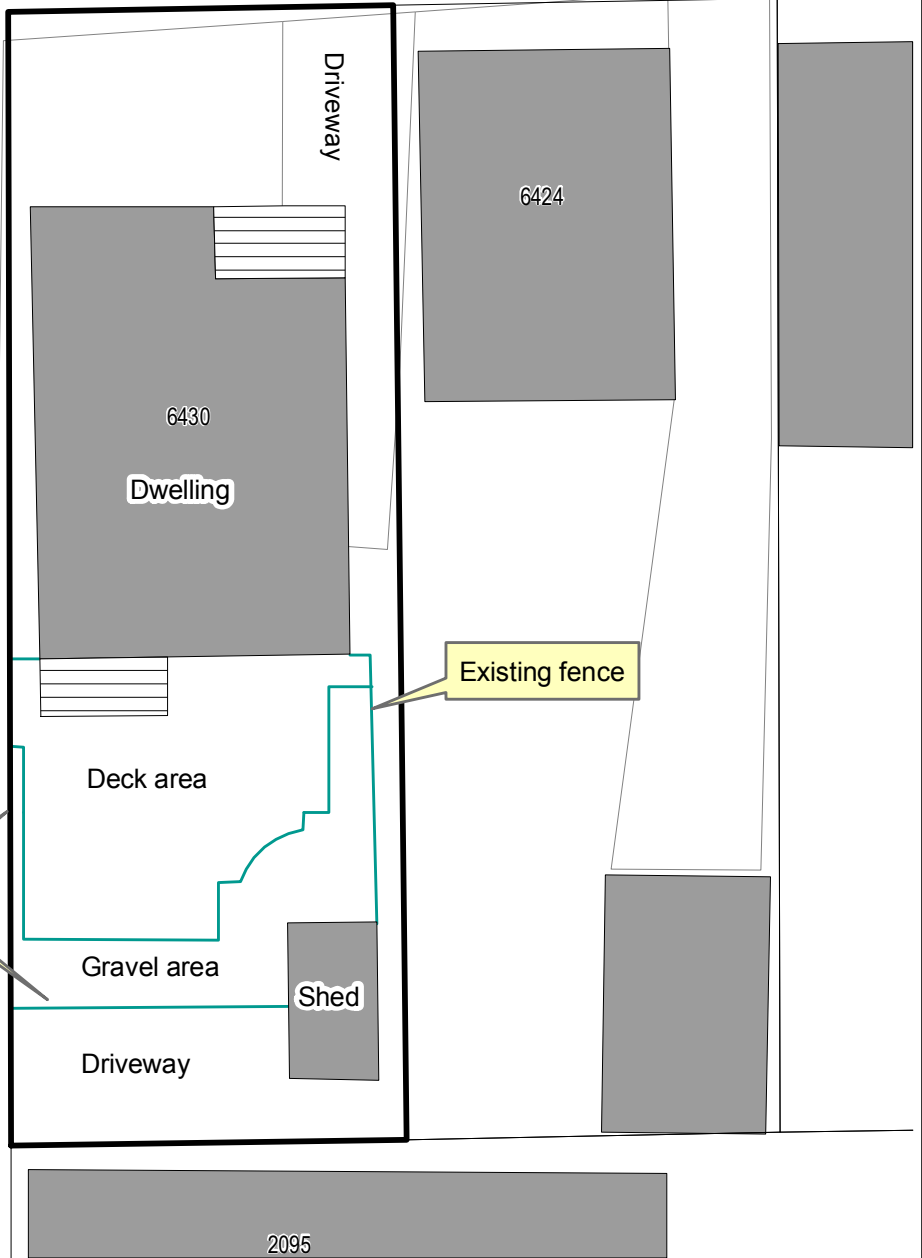 Driveway
6424
6430
Dwelling
Existing fence
Deck area
Gravel area
Shed
Driveway
2095